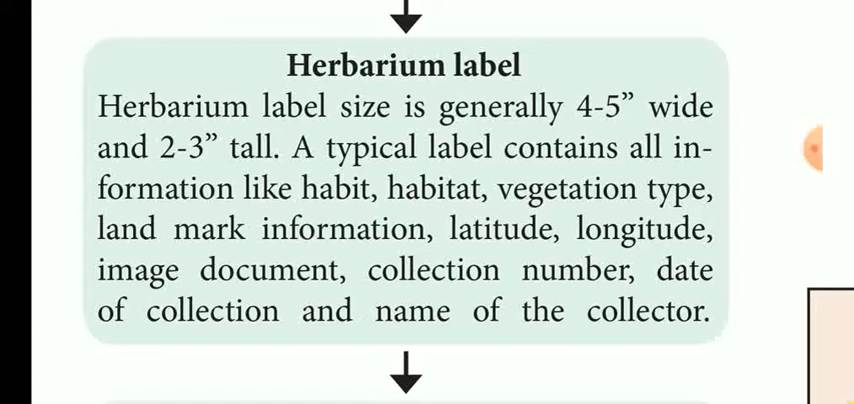 Herbarium label
Herbarium label size is generally 4-5” wide
and 2-3” tall. A typical label contains all in-
formation like habit, habitat, vegetation type,
land mark information, latitude, longitude,
image document, collection number, date
of collection and name of the collector.